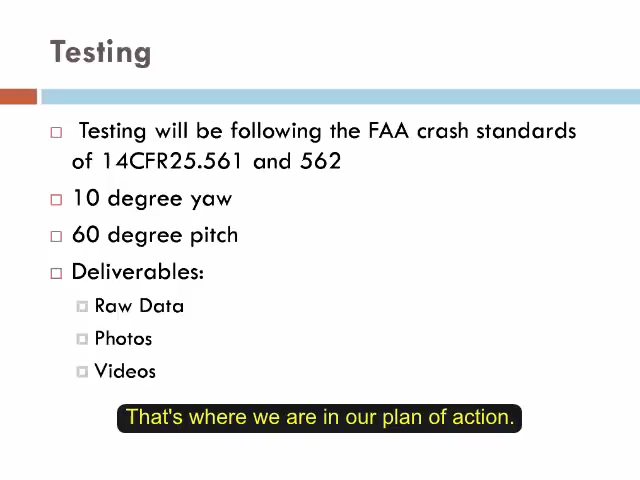 Testing
Testing will be following the FAA crash standards
of 14CFR25.561 and 562
10 degree yaw
60 degree pitch
Deliverables:
Raw Data
Photos
Videos
That's where we are in our plan of action.